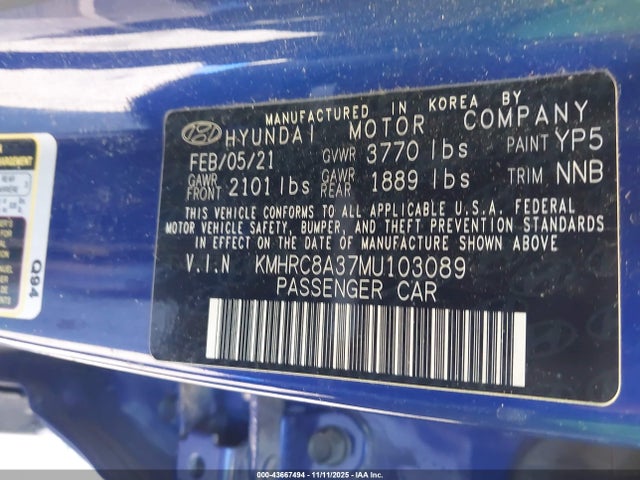 MANUFACTURED IN KOREA BY
HYUNDAI MOTOR COMPANY
FEB/05/21 GVWR 3770 lbs PAINT YP5
GAWR FRONT 2101 lbs GAWR REAR 1889 lbs TRIM NNB
THIS VEHICLE CONFORMS TO ALL APPLICABLE U.S.A. FEDERAL
MOTOR VEHICLE SAFETY, BUMPER, AND THEFT PREVENTION STANDARDS
IN EFFECT ON THE DATE OF MANUFACTURE SHOWN ABOVE
V.I.N KMHRC8A37MU103089
PASSENGER CAR
Q94
000-43667494 - 11/11/2025 - IAAI.COM